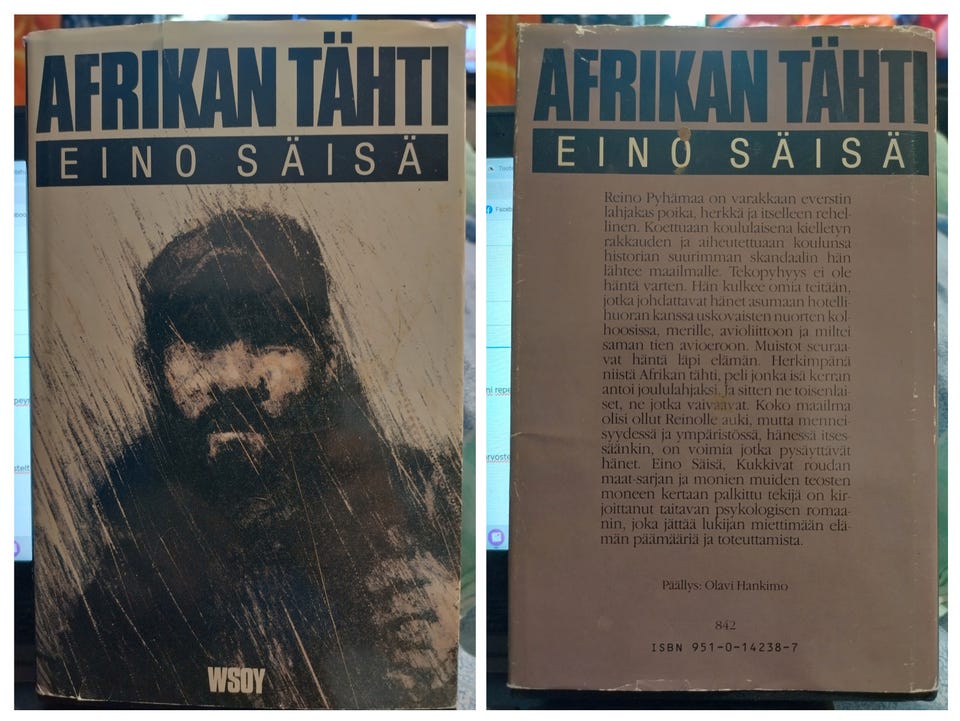 AFRIKAN TÄHTI
EINO SÄISÄ
WSOY
AFRIKAN TÄHTI
EINO SÄISÄ
Reino Pyhämaa on varakkaan everstin
lahjakas poika, herkkä ja itselleen rehel-
linen. Koettuaan koululaisena kielletyn
rakkauden ja aiheutettuaan koulunsa
historian suurimman skandaalin hän
lähtee maailmalle. Tekopyhyys ei ole
häntä varten. Hän kulkee omia teitään,
jotka johdattavat hänet asumaan hotelli-
huoran kanssa uskovaisten nuorten kol-
hoosissa, merille, avioliittoon ja miltei
saman tien avioeroon. Muistot seuraa-
vat häntä läpi elämän. Herkimpänä
niistä Afrikan tähti, peli jonka isä kerran
antoi joululahjaksi. Ja sitten ne toisenlai-
set, ne jotka vaivaavat. Koko maailma
olisi ollut Reinolle auki, mutta mennei-
syydessä ja ympäristössä, hänessä itses-
säänkin, on voimia jotka pysäyttävät
hänet. Eino Säisä, Kukkivat roudan
maat-sarjan ja monien muiden teosten
moneen kertaan palkittu tekijä on kir-
joittanut taitavan psykologisen romaa-
nin, joka jättää lukijan miettimään elä-
män päämääriä ja toteuttamista.
Päällys: Olavi Hankimo
842
ISBN 951-0-14238-7